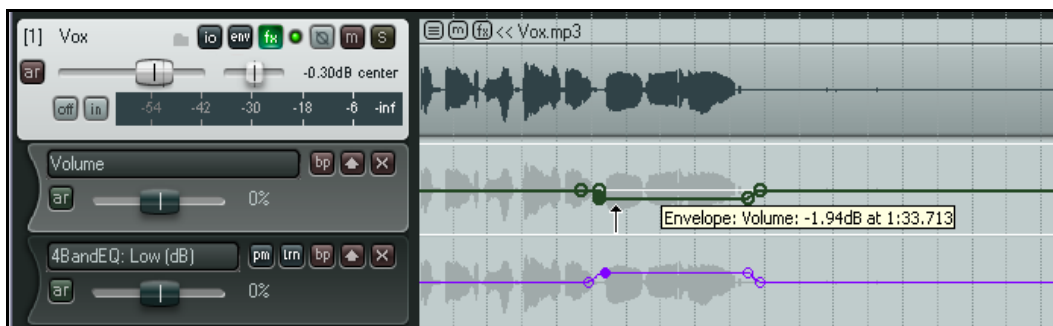 [1] Vox io env fx m S
ar -0.30dB center
off in -54 -42 -30 -18 -6 -inf
m fx << Vox.mp3
Volume bp
ar 0%
Envelope: Volume: -1.94dB at 1:33.713
4BandEQ: Low (dB) pm trn bp
ar 0%